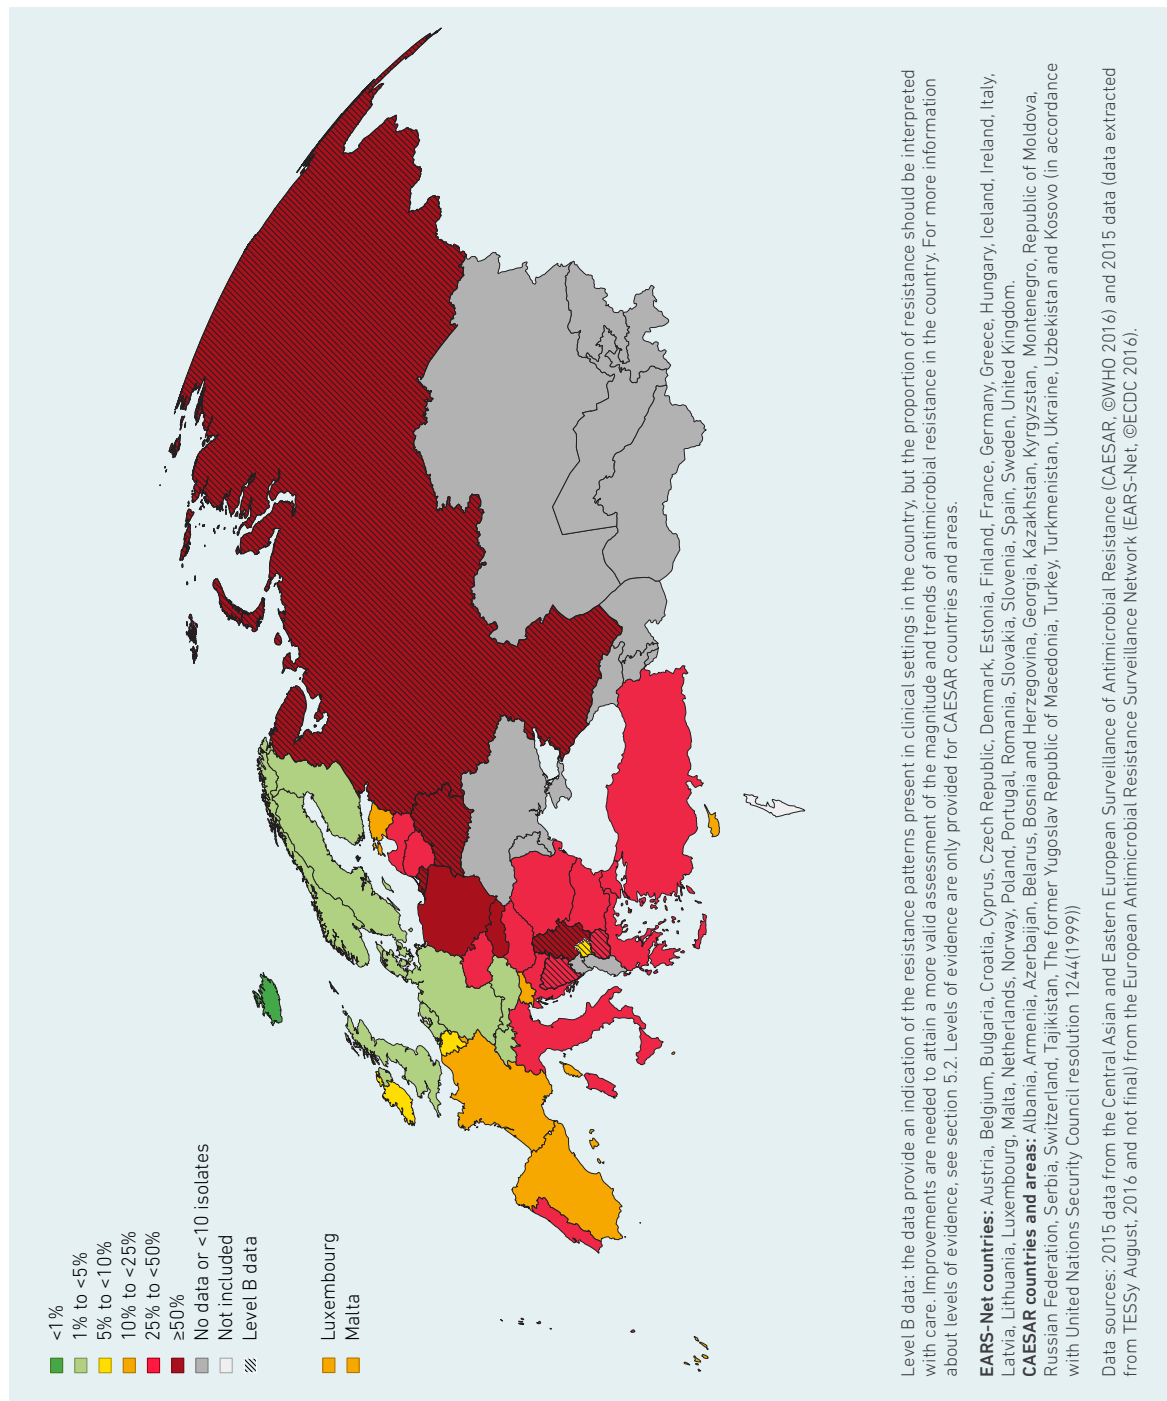 <1%
1% to <5%
5% to <10%
10% to <25%
25% to <50%
≥50%
No data or <10 isolates
Not included
Level B data
Luxembourg
Malta
Level B data: the data provide an indication of the resistance patterns present in clinical settings in the country, but the proportion of resistance should be interpreted
with care. Improvements are needed to attain a more valid assessment of the magnitude and trends of antimicrobial resistance in the country. For more information
about levels of evidence, see section 5.2. Levels of evidence are only provided for CAESAR countries and areas.
EARS-Net countries: Austria, Belgium, Bulgaria, Croatia, Cyprus, Czech Republic, Denmark, Estonia, Finland, France, Germany, Greece, Hungary, Iceland, Ireland, Italy,
Latvia, Lithuania, Luxembourg, Malta, Netherlands, Norway, Poland, Portugal, Romania, Slovakia, Slovenia, Spain, Sweden, United Kingdom.
CAESAR countries and areas: Albania, Armenia, Azerbaijan, Belarus, Bosnia and Herzegovina, Georgia, Kazakhstan, Kyrgyzstan, Montenegro, Republic of Moldova,
Russian Federation, Serbia, Switzerland, Tajikistan, The former Yugoslav Republic of Macedonia, Turkey, Turkmenistan, Ukraine, Uzbekistan and Kosovo (in accordance
with United Nations Security Council resolution 1244(1999))
Data sources: 2015 data from the Central Asian and Eastern European Surveillance of Antimicrobial Resistance (CAESAR, ©WHO 2016) and 2015 data (data extracted
from TESSy August, 2016 and not final) from the European Antimicrobial Resistance Surveillance Network (EARS-Net, ©ECDC 2016).